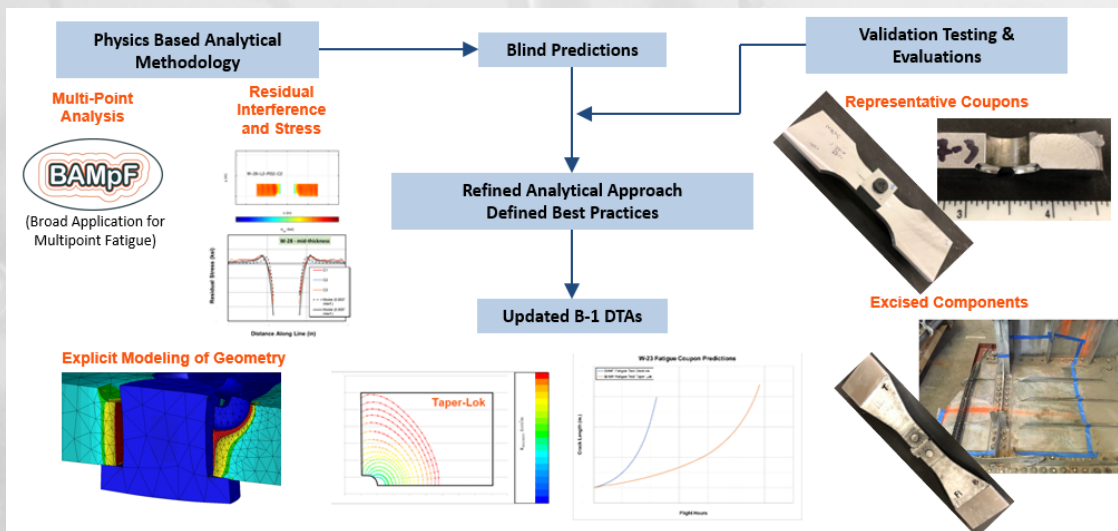 Physics Based Analytical
Methodology
Blind Predictions
Validation Testing &
Evaluations
Multi-Point
Analysis
BAMpF
(Broad Application for
Multipoint Fatigue)
Residual
Interference
and Stress
W-28 - mid-thickness
Residual Stress (ksi)
Distance Along Line (in)
Representative Coupons
3
4
Refined Analytical Approach
Defined Best Practices
Updated B-1 DTAs
Excised Components
Explicit Modeling of Geometry
Taper-Lok
W-23 Fatigue Coupon Predictions
Crack Length (in.)
Flight Hours